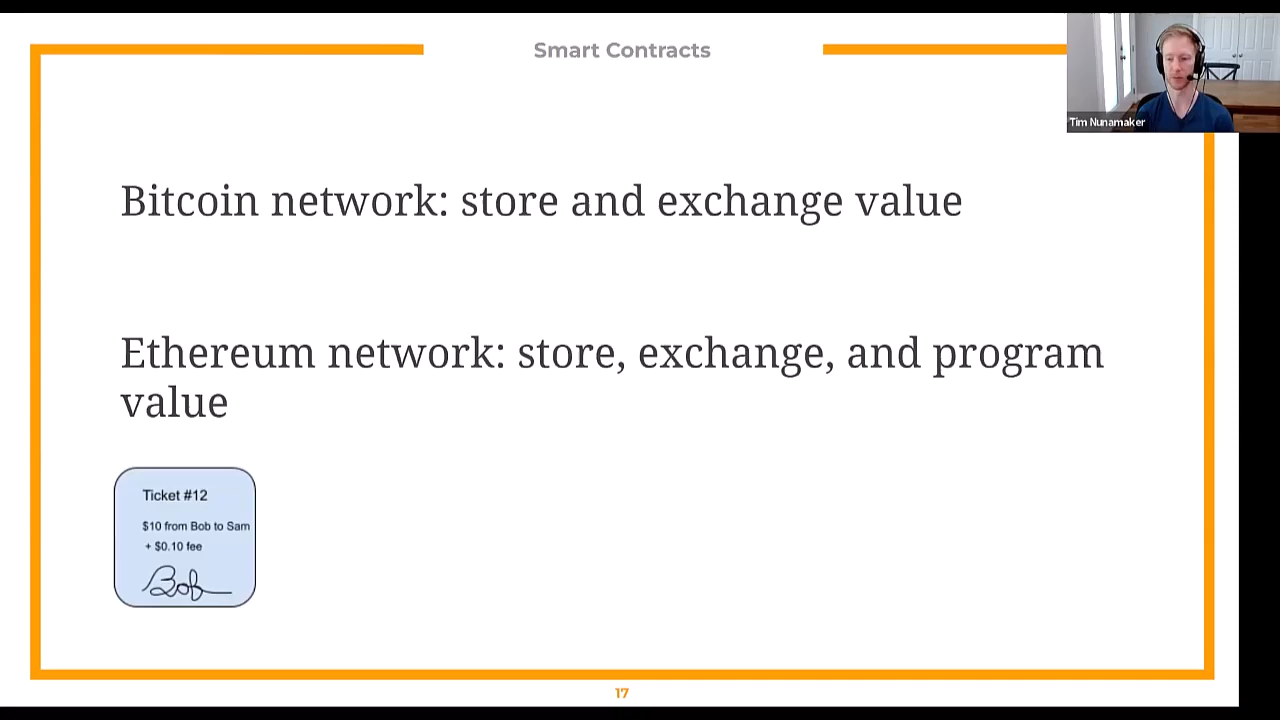 Smart Contracts
Tim Nunamaker
Bitcoin network: store and exchange value
Ethereum network: store, exchange, and program
value
Ticket #12
$10 from Bob to Sam
+ $0.10 fee
Bob
17